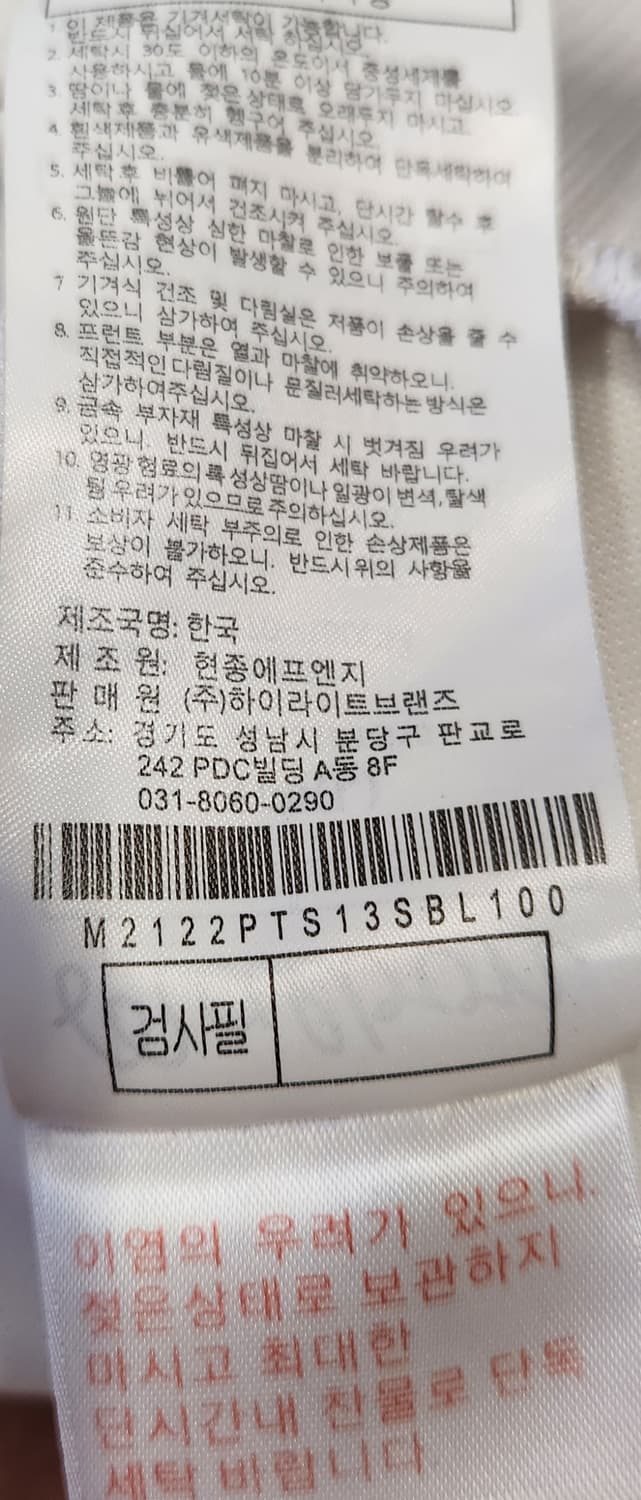 1. 이 제품은 기계세탁이 가능합니다.
반드시 뒤집어서 세탁 하십시오.
2. 세탁시 30도 이하의 온도에서 중성세제를
사용하시고 물에 10분 이상 담가두지 마십시오.
3. 땀이나 물에 젖은 상태로 오래두지 마시고
세탁 후 충분히 헹구어 주십시오.
4. 흰색제품과 유색제품을 분리하여 단독세탁하여
주십시오.
5. 세탁 후 비틀어 펴지 마시고, 단시간 탈수 후
그늘에 뉘어서 건조시켜 주십시오.
6. 원단 특성상 심한 마찰로 인한 보풀 또는
올뜯김 현상이 발생할 수 있으니 주의하여
주십시오.
7 기계식 건조 및 다림질은 제품이 손상을 줄 수
있으니 삼가하여 주십시오.
8. 프런트 부분은 열과 마찰에 취약하오니.
직접적인 다림질이나 문질러세탁하는 방식은
삼가하여주십시오.
9. 금속 부자재 특성상 마찰 시 벗겨짐 우려가
있으니. 반드시 뒤집어서 세탁 바랍니다.
10. 형광 염료의 특성상땀이나 일광이 변색,탈색
될 우려가 있으므로 주의하십시오.
11. 소비자 세탁 부주의로 인한 손상제품은
보상이 불가하오니. 반드시 위의 사항을
준수하여 주십시오.
제조국명: 한국
제 조 원: 현종에프엔지
판 매 원 (주)하이라이트브랜즈
주소: 경기도 성남시 분당구 판교로
242 PDC빌딩 A동 8F
031-8060-0290
M2122PTS13SBL100
검사필
이염의 우려가 있으니.
젖은상태로 보관하지
마시고 최대한
단시간내 찬물로 단독
세탁 바랍니다